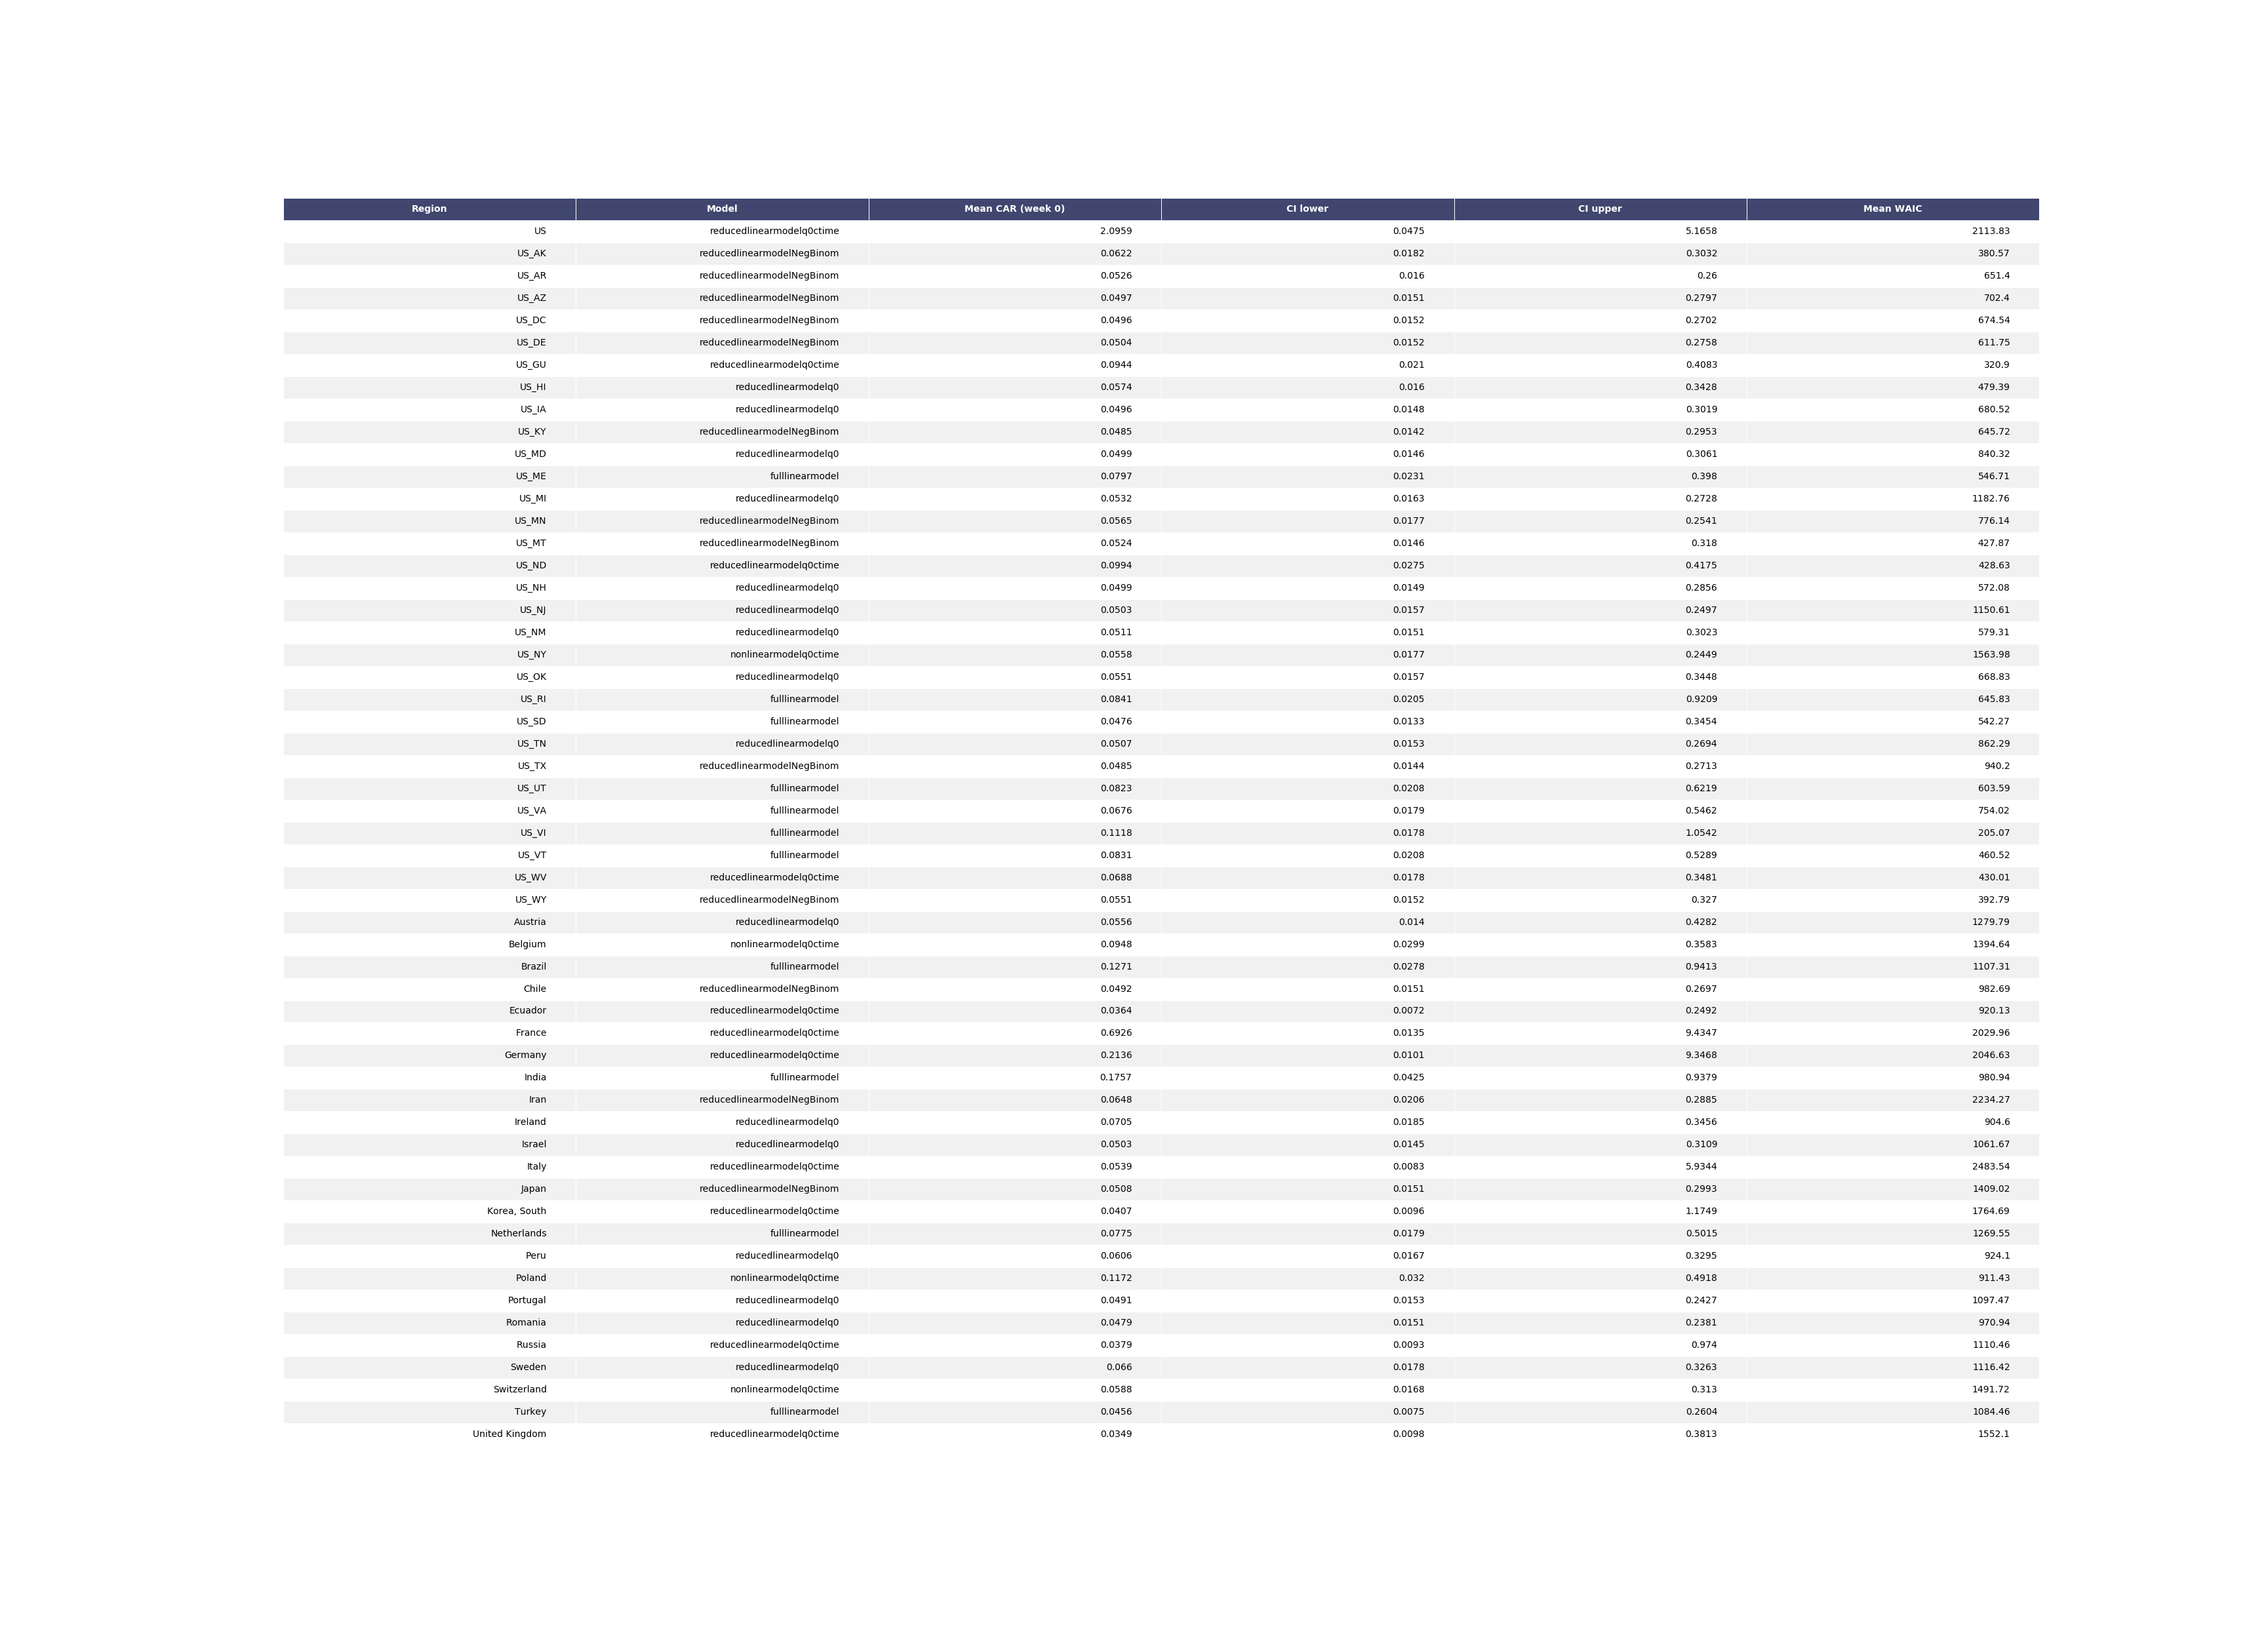 Region Model Mean CAR (week 0) CI lower CI upper Mean WAIC
US reducedlinearmodelq0ctime 2.0959 0.0475 5.1658 2113.83
US_AK reducedlinearmodelNegBinom 0.0622 0.0182 0.3032 380.57
US_AR reducedlinearmodelNegBinom 0.0526 0.016 0.26 651.4
US_AZ reducedlinearmodelNegBinom 0.0497 0.0151 0.2797 702.4
US_DC reducedlinearmodelNegBinom 0.0496 0.0152 0.2702 674.54
US_DE reducedlinearmodelNegBinom 0.0504 0.0152 0.2758 611.75
US_GU reducedlinearmodelq0ctime 0.0944 0.021 0.4083 320.9
US_HI reducedlinearmodelq0 0.0574 0.016 0.3428 479.39
US_IA reducedlinearmodelq0 0.0496 0.0148 0.3019 680.52
US_KY reducedlinearmodelNegBinom 0.0485 0.0142 0.2953 645.72
US_MD reducedlinearmodelq0 0.0499 0.0146 0.3061 840.32
US_ME fulllinearmodel 0.0797 0.0231 0.398 546.71
US_MI reducedlinearmodelq0 0.0532 0.0163 0.2728 1182.76
US_MN reducedlinearmodelNegBinom 0.0565 0.0177 0.2541 776.14
US_MT reducedlinearmodelNegBinom 0.0524 0.0146 0.318 427.87
US_ND reducedlinearmodelq0ctime 0.0994 0.0275 0.4175 428.63
US_NH reducedlinearmodelq0 0.0499 0.0149 0.2856 572.08
US_NJ reducedlinearmodelq0 0.0503 0.0157 0.2497 1150.61
US_NM reducedlinearmodelq0 0.0511 0.0151 0.3023 579.31
US_NY nonlinearmodelq0ctime 0.0558 0.0177 0.2449 1563.98
US_OK reducedlinearmodelq0 0.0551 0.0157 0.3448 668.83
US_RI fulllinearmodel 0.0841 0.0205 0.9209 645.83
US_SD fulllinearmodel 0.0476 0.0133 0.3454 542.27
US_TN reducedlinearmodelq0 0.0507 0.0153 0.2694 862.29
US_TX reducedlinearmodelNegBinom 0.0485 0.0144 0.2713 940.2
US_UT fulllinearmodel 0.0823 0.0208 0.6219 603.59
US_VA fulllinearmodel 0.0676 0.0179 0.5462 754.02
US_VI fulllinearmodel 0.1118 0.0178 1.0542 205.07
US_VT fulllinearmodel 0.0831 0.0208 0.5289 460.52
US_WV reducedlinearmodelq0ctime 0.0688 0.0178 0.3481 430.01
US_WY reducedlinearmodelNegBinom 0.0551 0.0152 0.327 392.79
Austria reducedlinearmodelq0 0.0556 0.014 0.4282 1279.79
Belgium nonlinearmodelq0ctime 0.0948 0.0299 0.3583 1394.64
Brazil fulllinearmodel 0.1271 0.0278 0.9413 1107.31
Chile reducedlinearmodelNegBinom 0.0492 0.0151 0.2697 982.69
Ecuador reducedlinearmodelq0ctime 0.0364 0.0072 0.2492 920.13
France reducedlinearmodelq0ctime 0.6926 0.0135 9.4347 2029.96
Germany reducedlinearmodelq0ctime 0.2136 0.0101 9.3468 2046.63
India fulllinearmodel 0.1757 0.0425 0.9379 980.94
Iran reducedlinearmodelNegBinom 0.0648 0.0206 0.2885 2234.27
Ireland reducedlinearmodelq0 0.0705 0.0185 0.3456 904.6
Israel reducedlinearmodelq0 0.0503 0.0145 0.3109 1061.67
Italy reducedlinearmodelq0ctime 0.0539 0.0083 5.9344 2483.54
Japan reducedlinearmodelNegBinom 0.0508 0.0151 0.2993 1409.02
Korea, South reducedlinearmodelq0ctime 0.0407 0.0096 1.1749 1764.69
Netherlands fulllinearmodel 0.0775 0.0179 0.5015 1269.55
Peru reducedlinearmodelq0 0.0606 0.0167 0.3295 924.1
Poland nonlinearmodelq0ctime 0.1172 0.032 0.4918 911.43
Portugal reducedlinearmodelq0 0.0491 0.0153 0.2427 1097.47
Romania reducedlinearmodelq0 0.0479 0.0151 0.2381 970.94
Russia reducedlinearmodelq0ctime 0.0379 0.0093 0.974 1110.46
Sweden reducedlinearmodelq0 0.066 0.0178 0.3263 1116.42
Switzerland nonlinearmodelq0ctime 0.0588 0.0168 0.313 1491.72
Turkey fulllinearmodel 0.0456 0.0075 0.2604 1084.46
United Kingdom reducedlinearmodelq0ctime 0.0349 0.0098 0.3813 1552.1